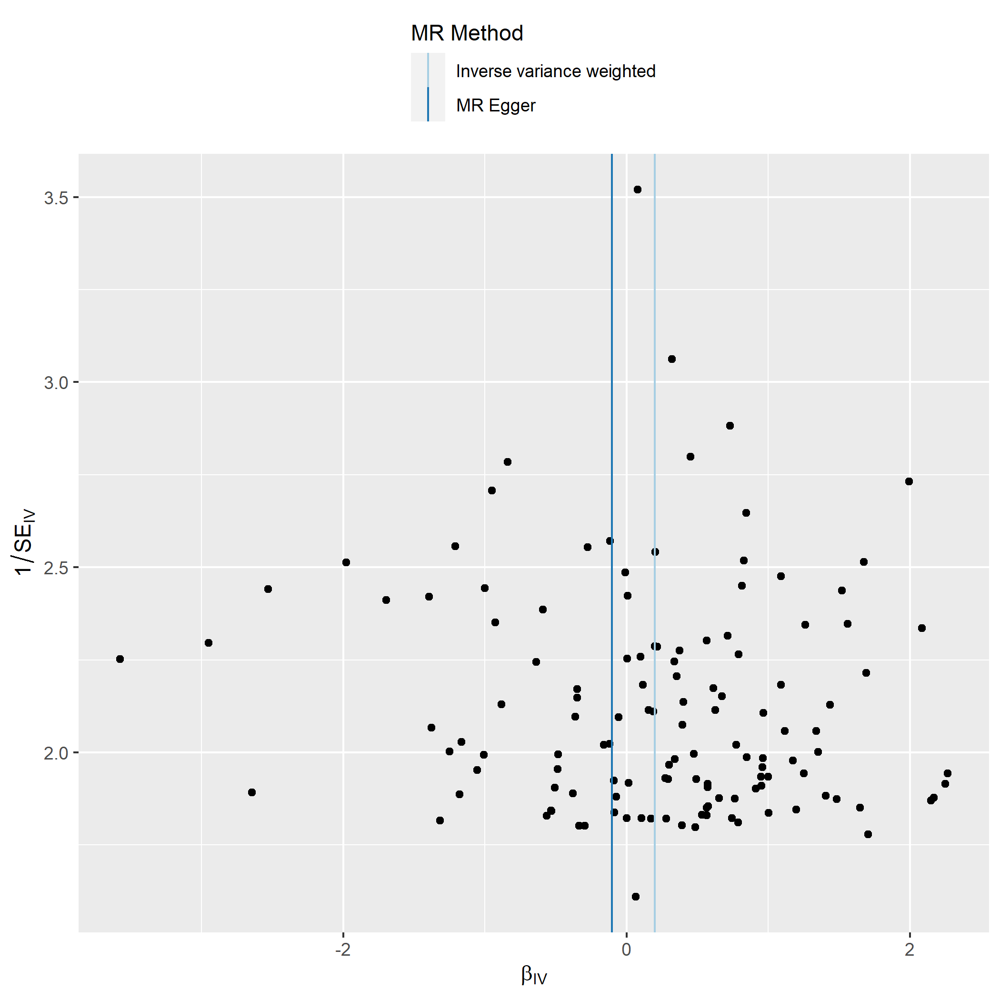 MR Method
Inverse variance weighted
MR Egger
3.5
3.0
2.5
2.0
1/SEIV
-2 0 2
βIV